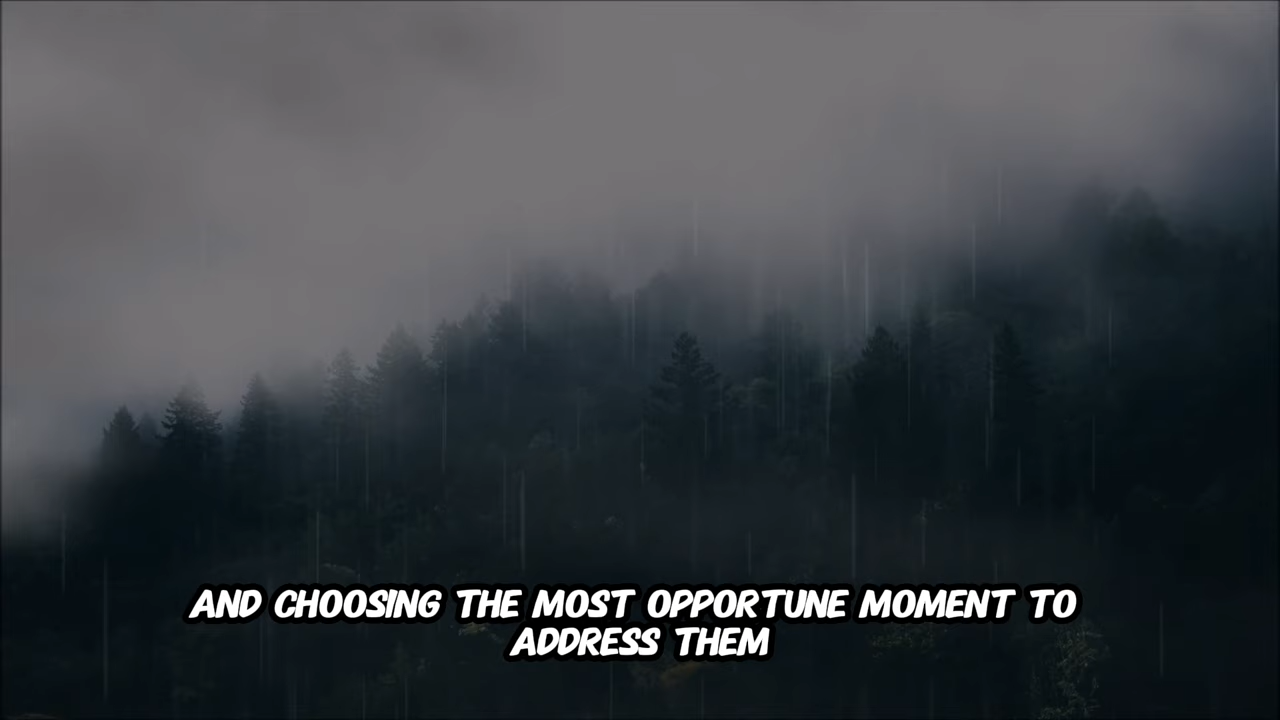 AND CHOOSING THE MOST OPPORTUNE MOMENT TO
ADDRESS THEM